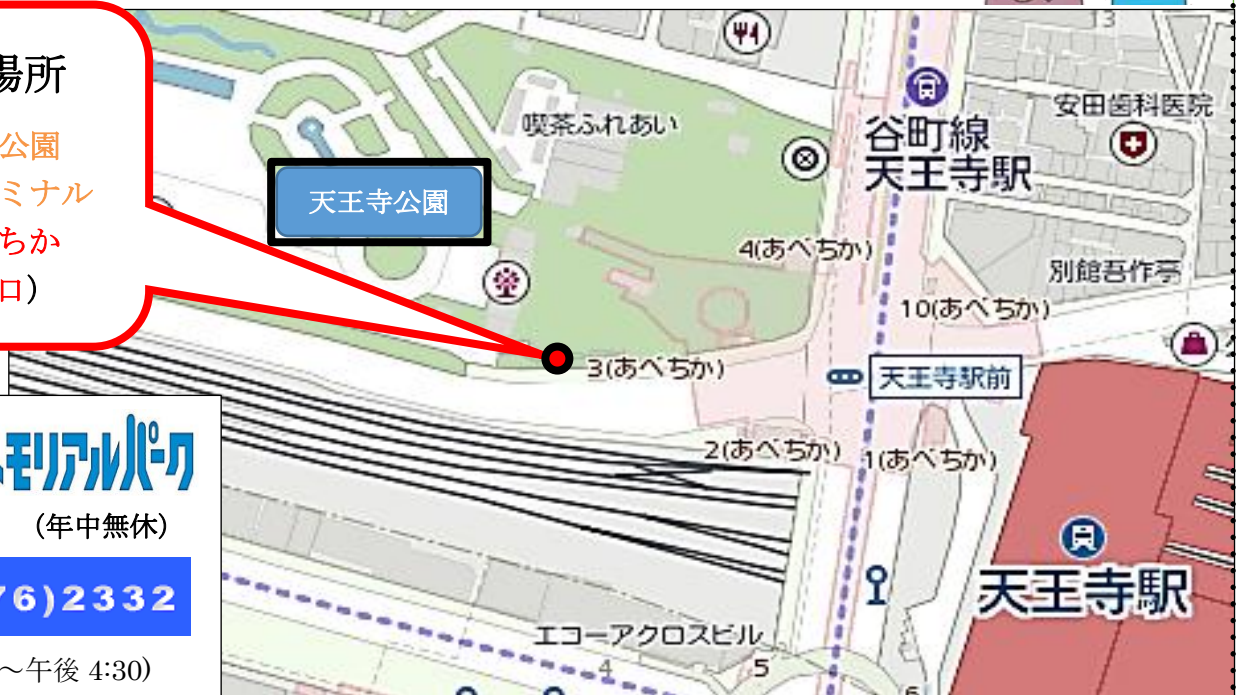 場所
公園
ミナル
ちか
口)
天王寺公園
喫茶ふれあい
谷町線
天王寺駅
安田歯科医院
4(あべちか)
別館吾作亭
10(あべちか)
3(あべちか)
天王寺駅前
2(あべちか)
1(あべちか)
天王寺駅
エコーアクロスビル
4
5
6
13
モリアルパーク
(年中無休)
76)2332
～午後 4:30)